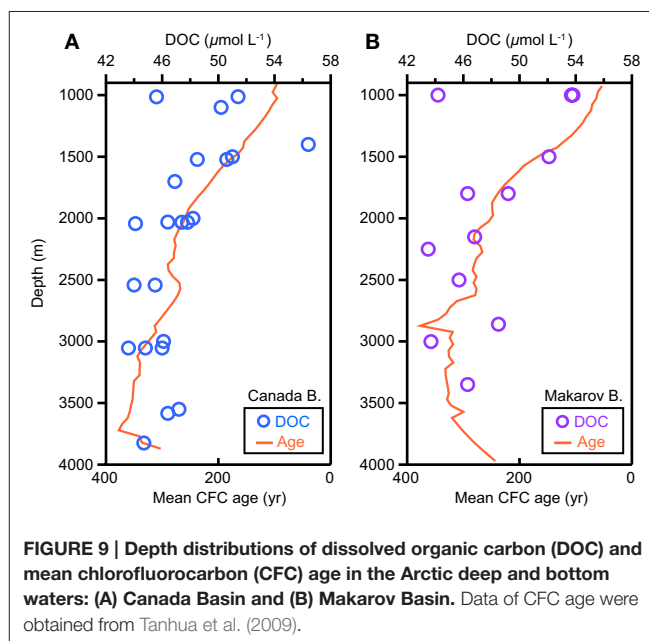 A
DOC (µmol L-1)
42 46 50 54 58
1000
1500
2000
2500
3000
3500
4000
Depth (m)
Canada B.
DOC
Age
400 200 0
Mean CFC age (yr)
B
DOC (µmol L-1)
42 46 50 54 58
1000
1500
2000
2500
3000
3500
4000
Makarov B.
DOC
Age
400 200 0
Mean CFC age (yr)
FIGURE 9 | Depth distributions of dissolved organic carbon (DOC) and
mean chlorofluorocarbon (CFC) age in the Arctic deep and bottom
waters: (A) Canada Basin and (B) Makarov Basin. Data of CFC age were
obtained from Tanhua et al. (2009).